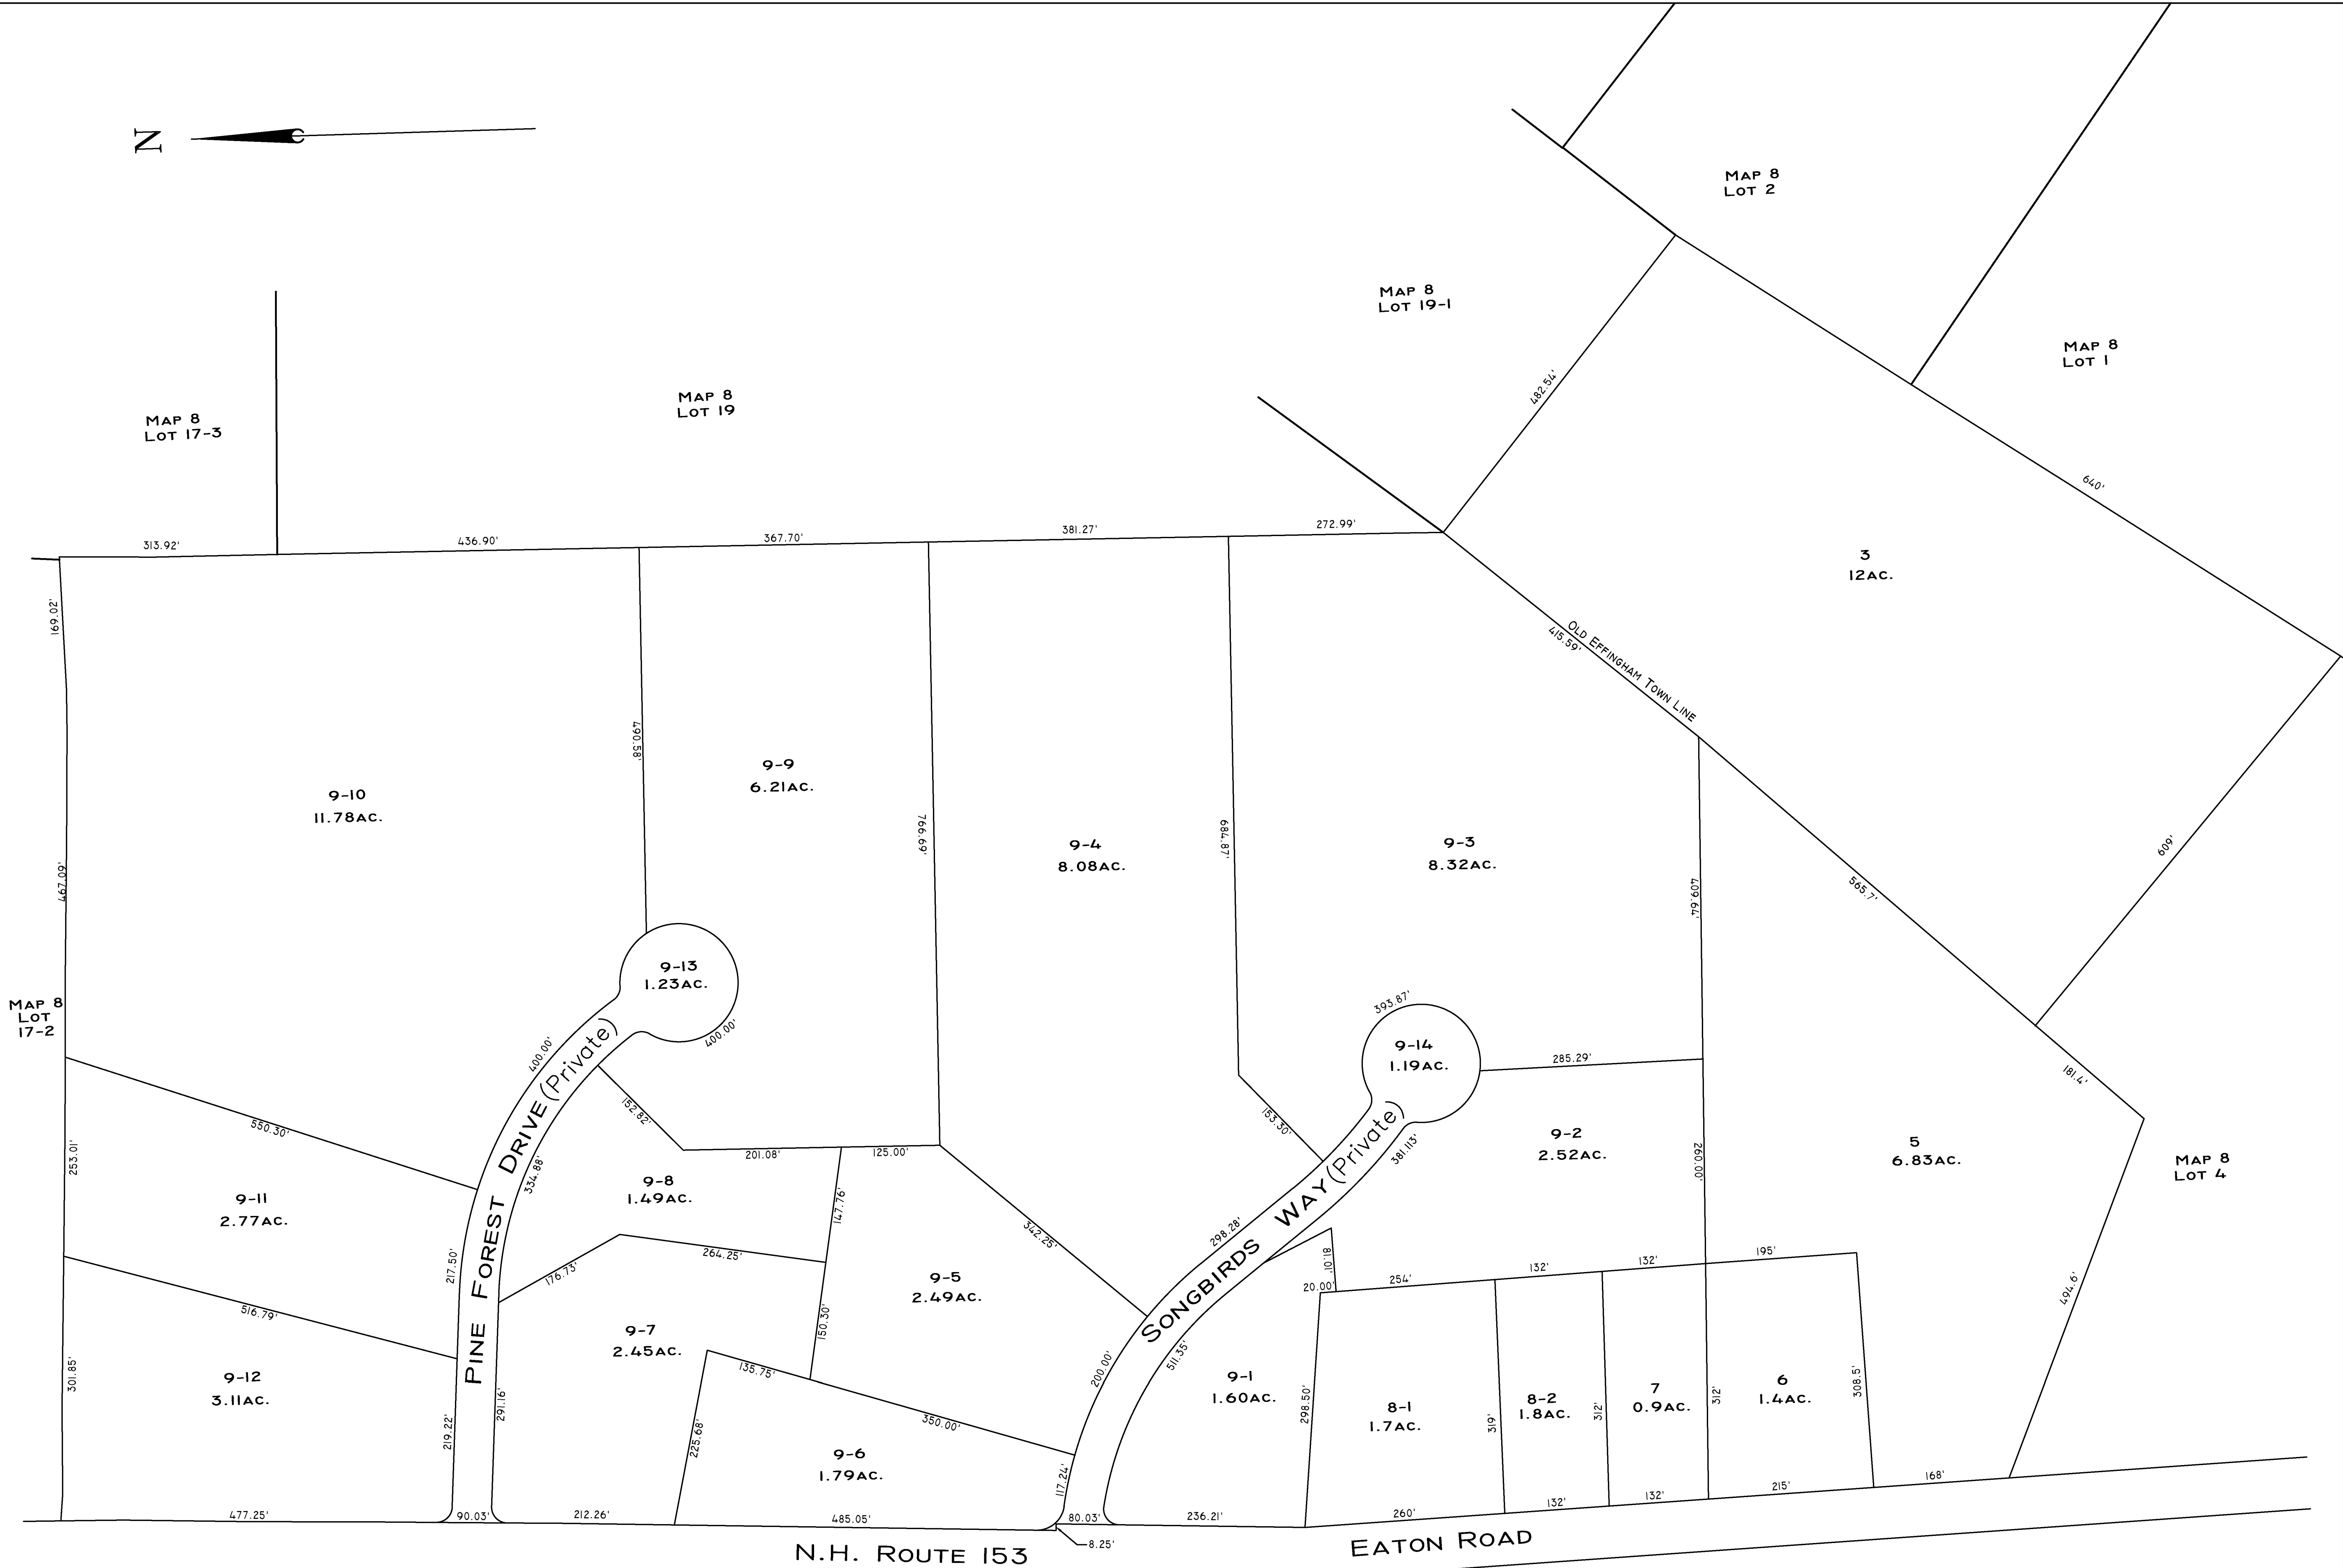 N
MAP 8
LOT 2
MAP 8
LOT 19-1
MAP 8
LOT 1
MAP 8
LOT 17-3
MAP 8
LOT 19
482.54'
640'
313.92'
436.90'
367.70'
381.27'
272.99'
3
12AC.
169.02'
OLD EFFINGHAM TOWN LINE
415.59'
490.58'
9-9
6.21AC.
9-10
11.78AC.
766.69'
684.87'
9-4
8.08AC.
9-3
8.32AC.
467.09'
409.64'
565.7'
609'
9-13
1.23AC.
MAP 8
LOT
17-2
400.00'
400.00'
393.87'
9-14
1.19AC.
285.29'
181.4'
PINE FOREST DRIVE (Private)
152.82'
550.30'
253.01'
334.88'
201.08'
125.00'
153.30'
381.113'
9-2
2.52AC.
260.00'
5
6.83AC.
MAP 8
LOT 4
9-11
2.77AC.
9-8
1.49AC.
147.76'
342.25'
298.28'
SONGBIRDS WAY (Private)
217.50'
176.73'
264.25'
81.01'
20.00'
254'
132'
132'
195'
494.6'
516.79'
9-5
2.49AC.
9-7
2.45AC.
150.30'
135.75'
301.85'
9-12
3.11AC.
200.00'
511.35'
9-1
1.60AC.
298.50'
8-1
1.7AC.
319'
8-2
1.8AC.
312'
7
0.9AC.
312'
6
1.4AC.
308.5'
219.22'
291.16'
225.68'
350.00'
9-6
1.79AC.
117.24'
477.25'
90.03'
212.26'
485.05'
80.03'
236.21'
260'
132'
132'
215'
168'
8.25'
N.H. ROUTE 153
EATON ROAD